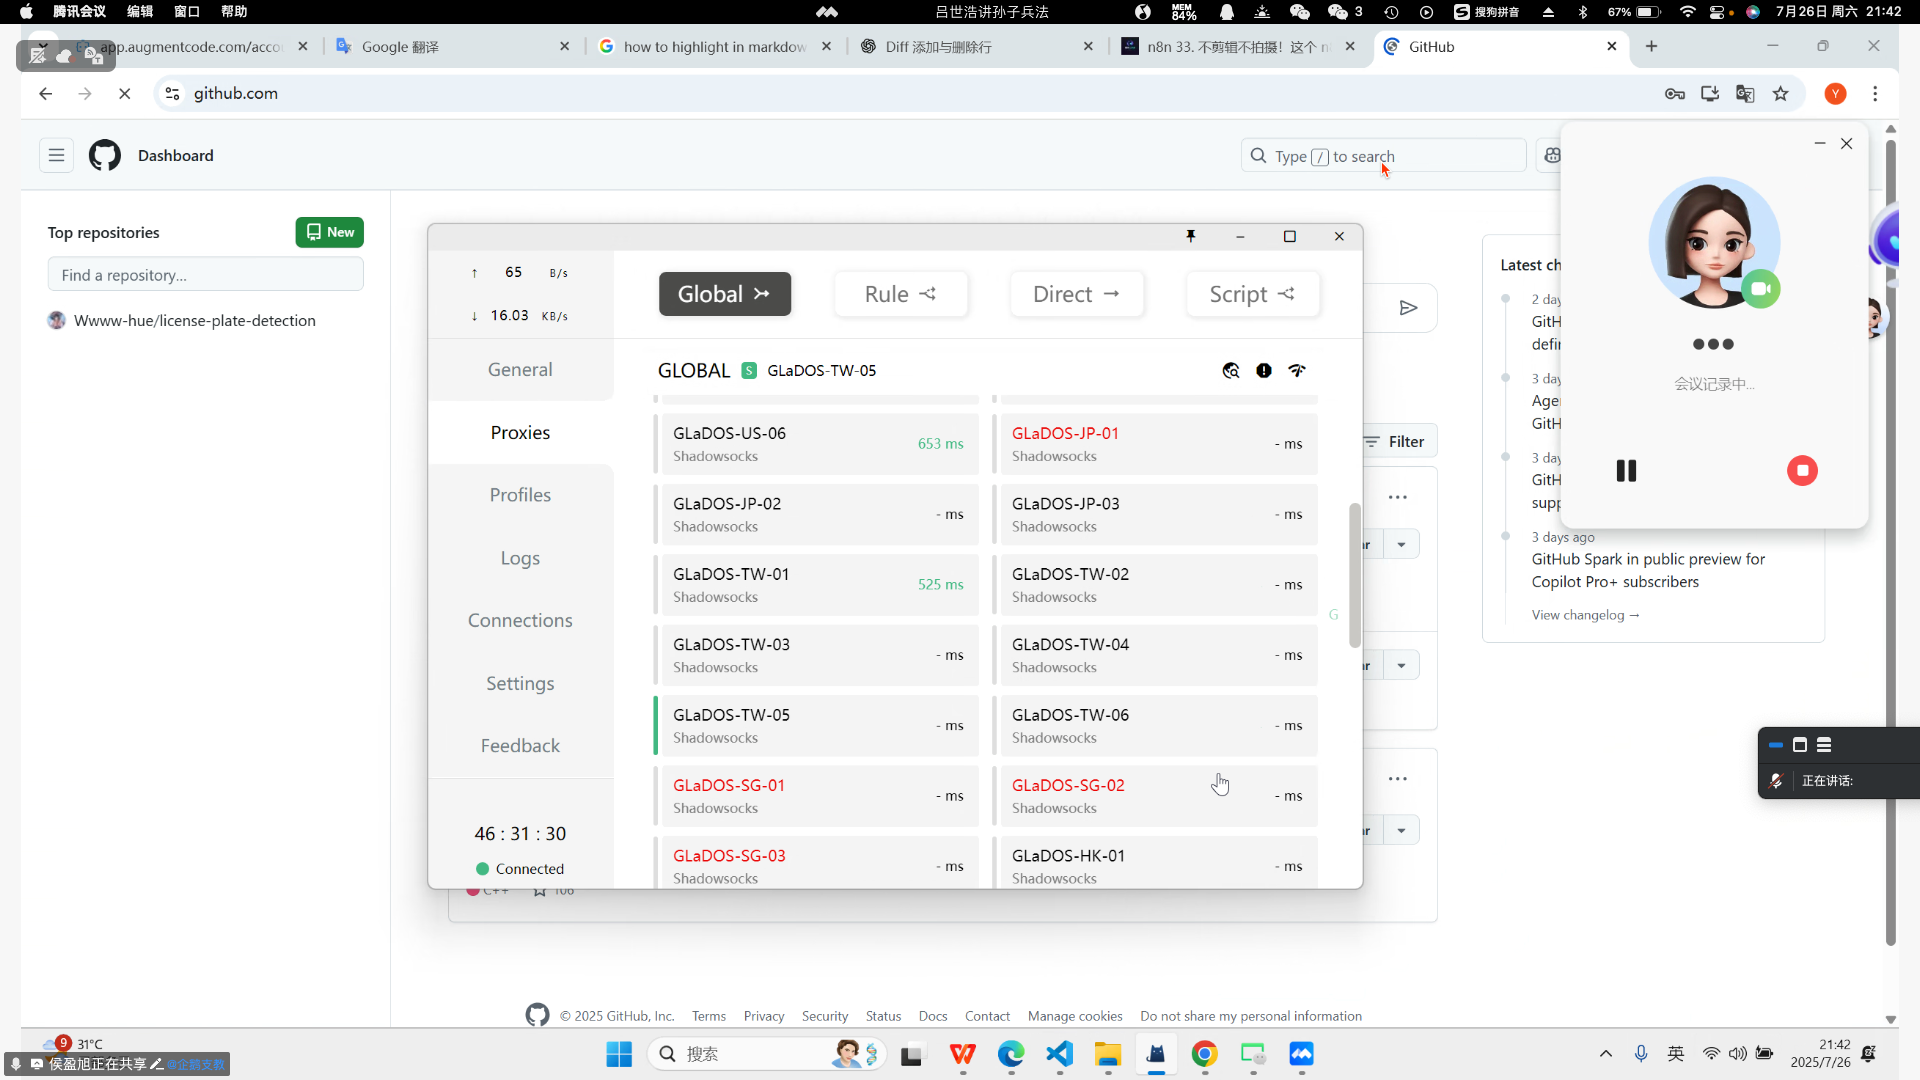 腾讯会议 编辑 窗口 帮助
吕世浩讲孙子兵法
MEM 84%
3
搜狗拼音
67%
7月26日 周六 21:42
app.augmentcode.com/acco
Google 翻译
how to highlight in markdow
Diff 添加与删除行
n8n 33. 不剪辑不拍摄！这个 n
GitHub
github.com
Y
Dashboard
Type / to search
Top repositories
New
Find a repository...
Wwww-hue/license-plate-detection
↑ 65 B/s
↓ 16.03 KB/s
General
Proxies
Profiles
Logs
Connections
Settings
Feedback
46 : 31 : 30
Connected
Global
Rule
Direct
Script
GLOBAL S GLaDOS-TW-05
GLaDOS-US-06
Shadowsocks
653 ms
GLaDOS-JP-01
Shadowsocks
- ms
GLaDOS-JP-02
Shadowsocks
- ms
GLaDOS-JP-03
Shadowsocks
- ms
GLaDOS-TW-01
Shadowsocks
525 ms
GLaDOS-TW-02
Shadowsocks
- ms
GLaDOS-TW-03
Shadowsocks
- ms
GLaDOS-TW-04
Shadowsocks
- ms
GLaDOS-TW-05
Shadowsocks
- ms
GLaDOS-TW-06
Shadowsocks
- ms
GLaDOS-SG-01
Shadowsocks
- ms
GLaDOS-SG-02
Shadowsocks
- ms
GLaDOS-SG-03
Shadowsocks
- ms
GLaDOS-HK-01
Shadowsocks
- ms
G
C++ 106
Filter
ar
ar
ar
Latest ch
2 day
GitH
defin
3 day
Agen
GitH
3 day
GitH
supp
3 days ago
GitHub Spark in public preview for
Copilot Pro+ subscribers
View changelog →
会议记录中...
正在讲话:
© 2025 GitHub, Inc. Terms Privacy Security Status Docs Contact Manage cookies Do not share my personal information
9
31°C
侯盈旭正在共享
@企鹅支教
搜索
英
21:42
2025/7/26